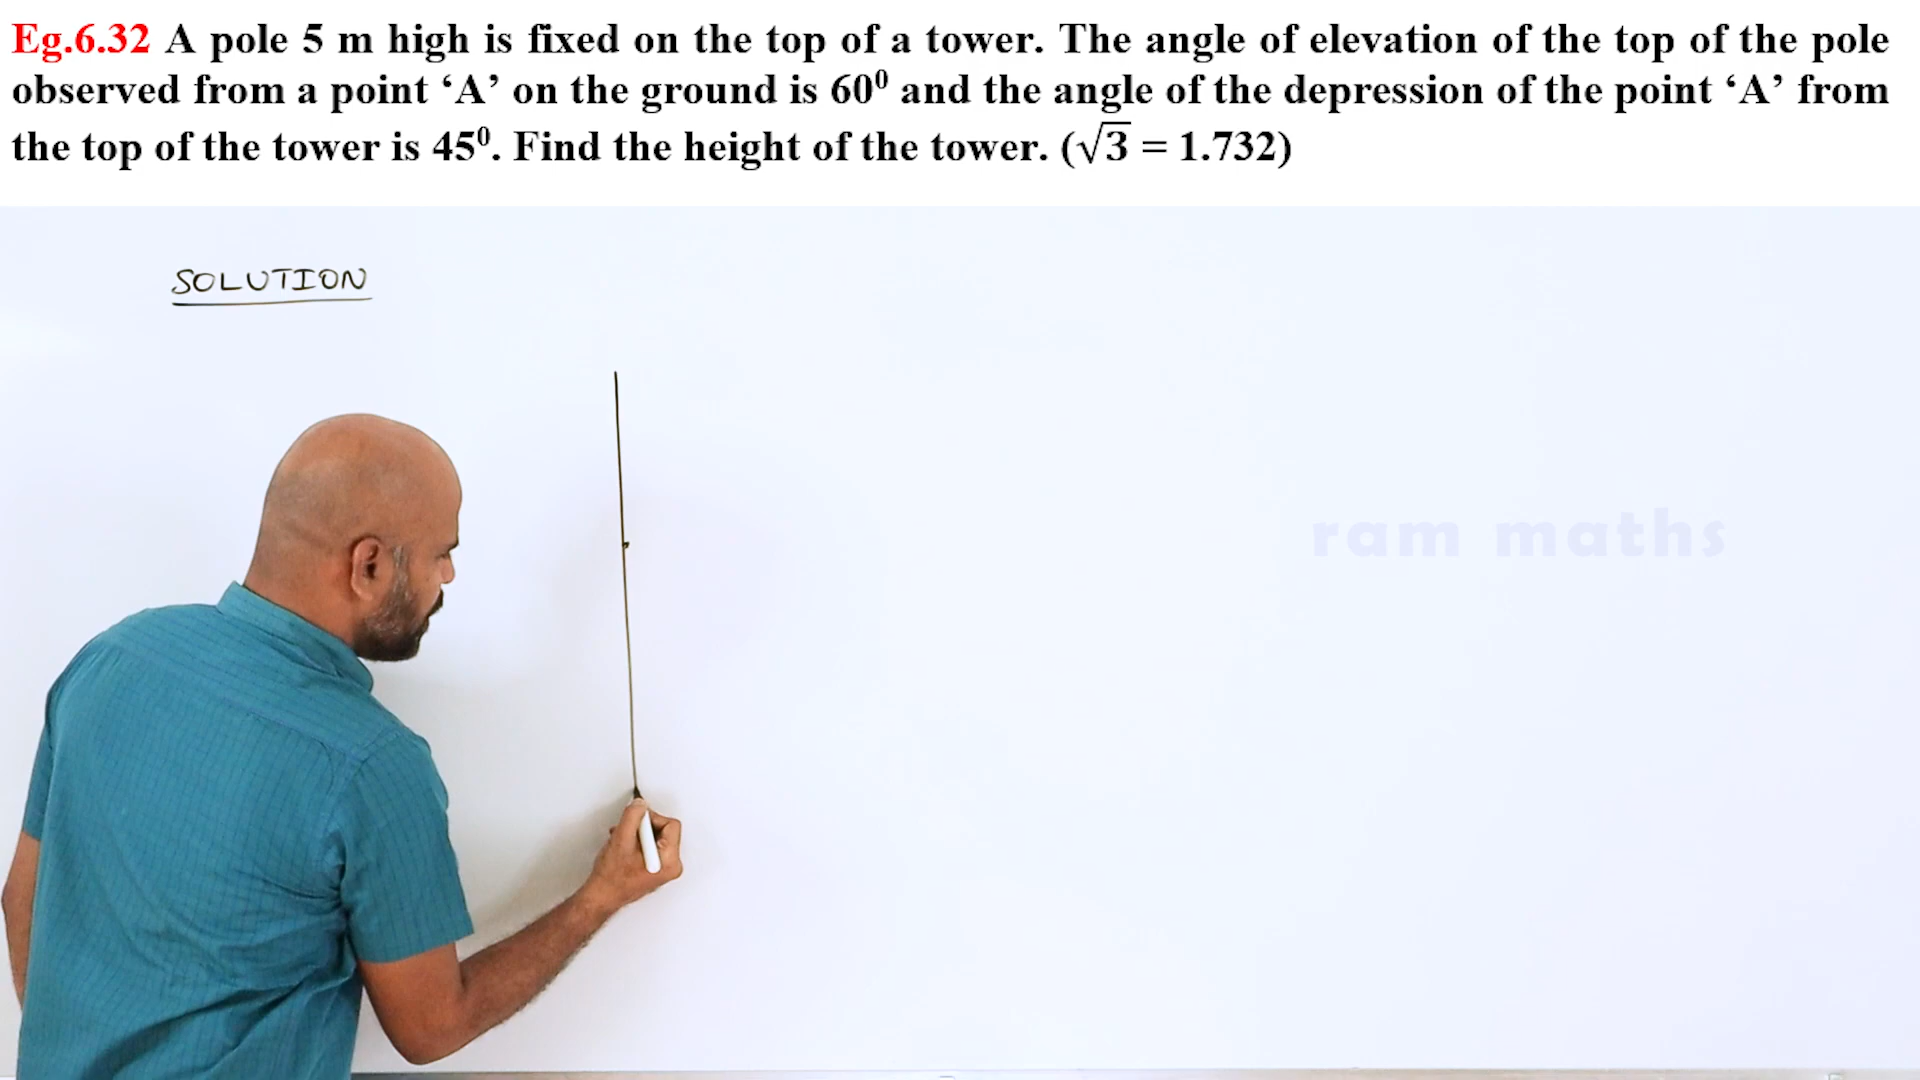 Eg.6.32 A pole 5 m high is fixed on the top of a tower. The angle of elevation of the top of the pole
observed from a point ‘A’ on the ground is 60⁰ and the angle of the depression of the point ‘A’ from
the top of the tower is 45⁰. Find the height of the tower. (√3 = 1.732)
SOLUTION
ram maths